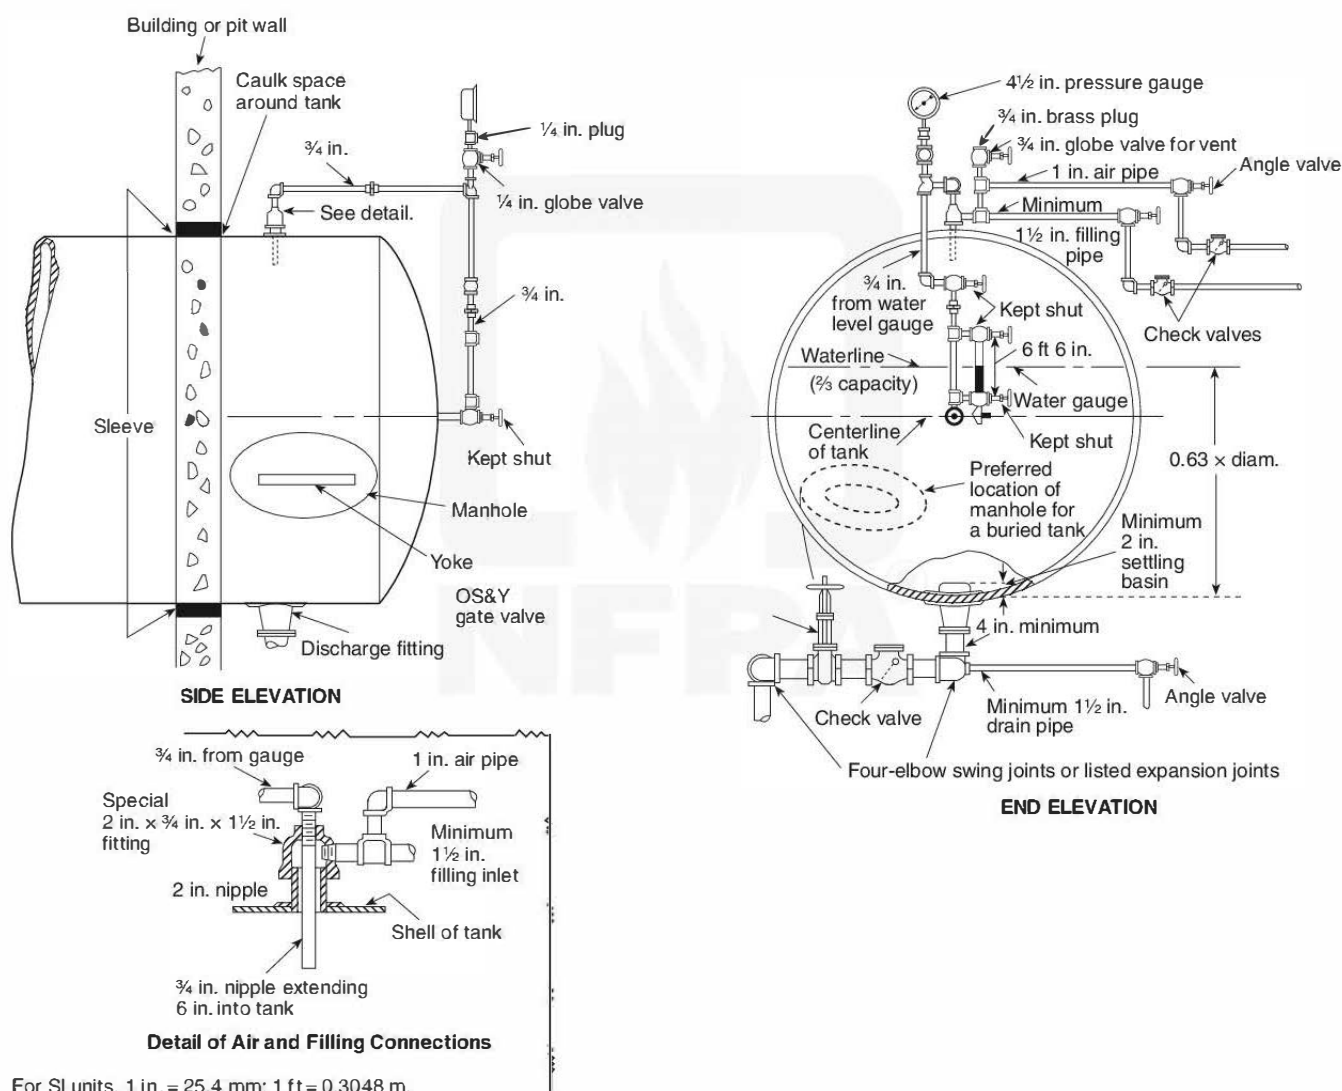 Building or pit wall
Caulk space
around tank
¾ in.
See detail.
¼ in. plug
¼ in. globe valve
¾ in.
Sleeve
Kept shut
Manhole
Yoke
OS&Y
gate valve
Discharge fitting
SIDE ELEVATION
4½ in. pressure gauge
¾ in. brass plug
¾ in. globe valve for vent
1 in. air pipe
Angle valve
Minimum
1½ in. filling
pipe
¾ in.
from water
level gauge
Kept shut
Check valves
Waterline
(⅔ capacity)
6 ft 6 in.
Water gauge
Centerline
of tank
Kept shut
0.63 × diam.
Preferred
location of
manhole for
a buried tank
Minimum
2 in.
settling
basin
4 in. minimum
Check valve
Minimum 1½ in.
drain pipe
Angle valve
Four-elbow swing joints or listed expansion joints
END ELEVATION
¾ in. from gauge
1 in. air pipe
Special
2 in. × ¾ in. × 1½ in.
fitting
Minimum
1½ in.
filling inlet
2 in. nipple
Shell of tank
¾ in. nipple extending
6 in. into tank
Detail of Air and Filling Connections
For SI units, 1 in. = 25.4 mm; 1 ft = 0.3048 m.
NFPA